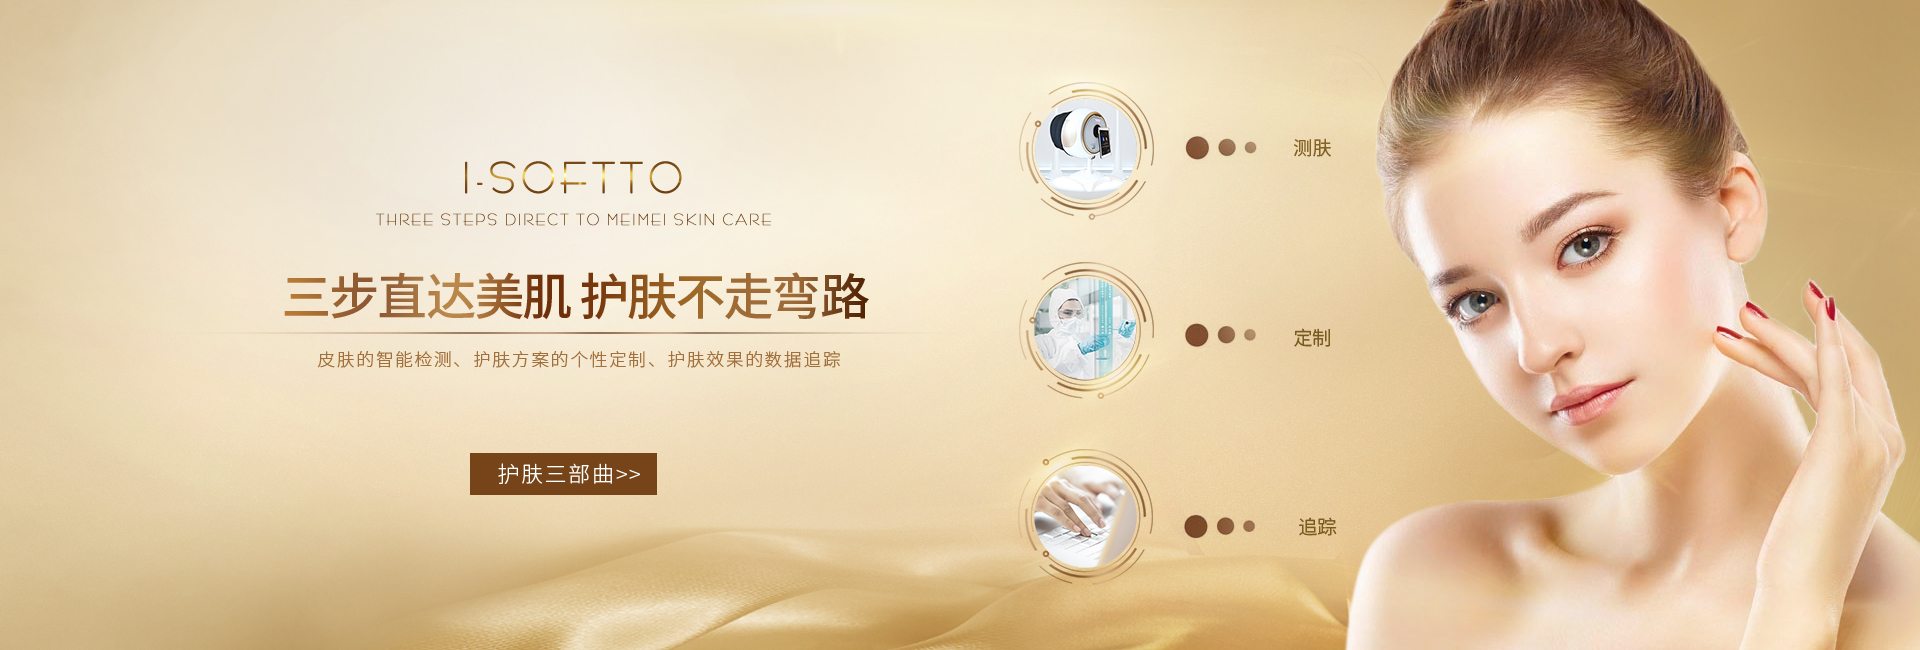 I-SOFTTO
THREE STEPS DIRECT TO MEIMEI SKIN CARE
三步直达美肌 护肤不走弯路
皮肤的智能检测、护肤方案的个性定制、护肤效果的数据追踪
护肤三部曲>>
测肤
定制
追踪